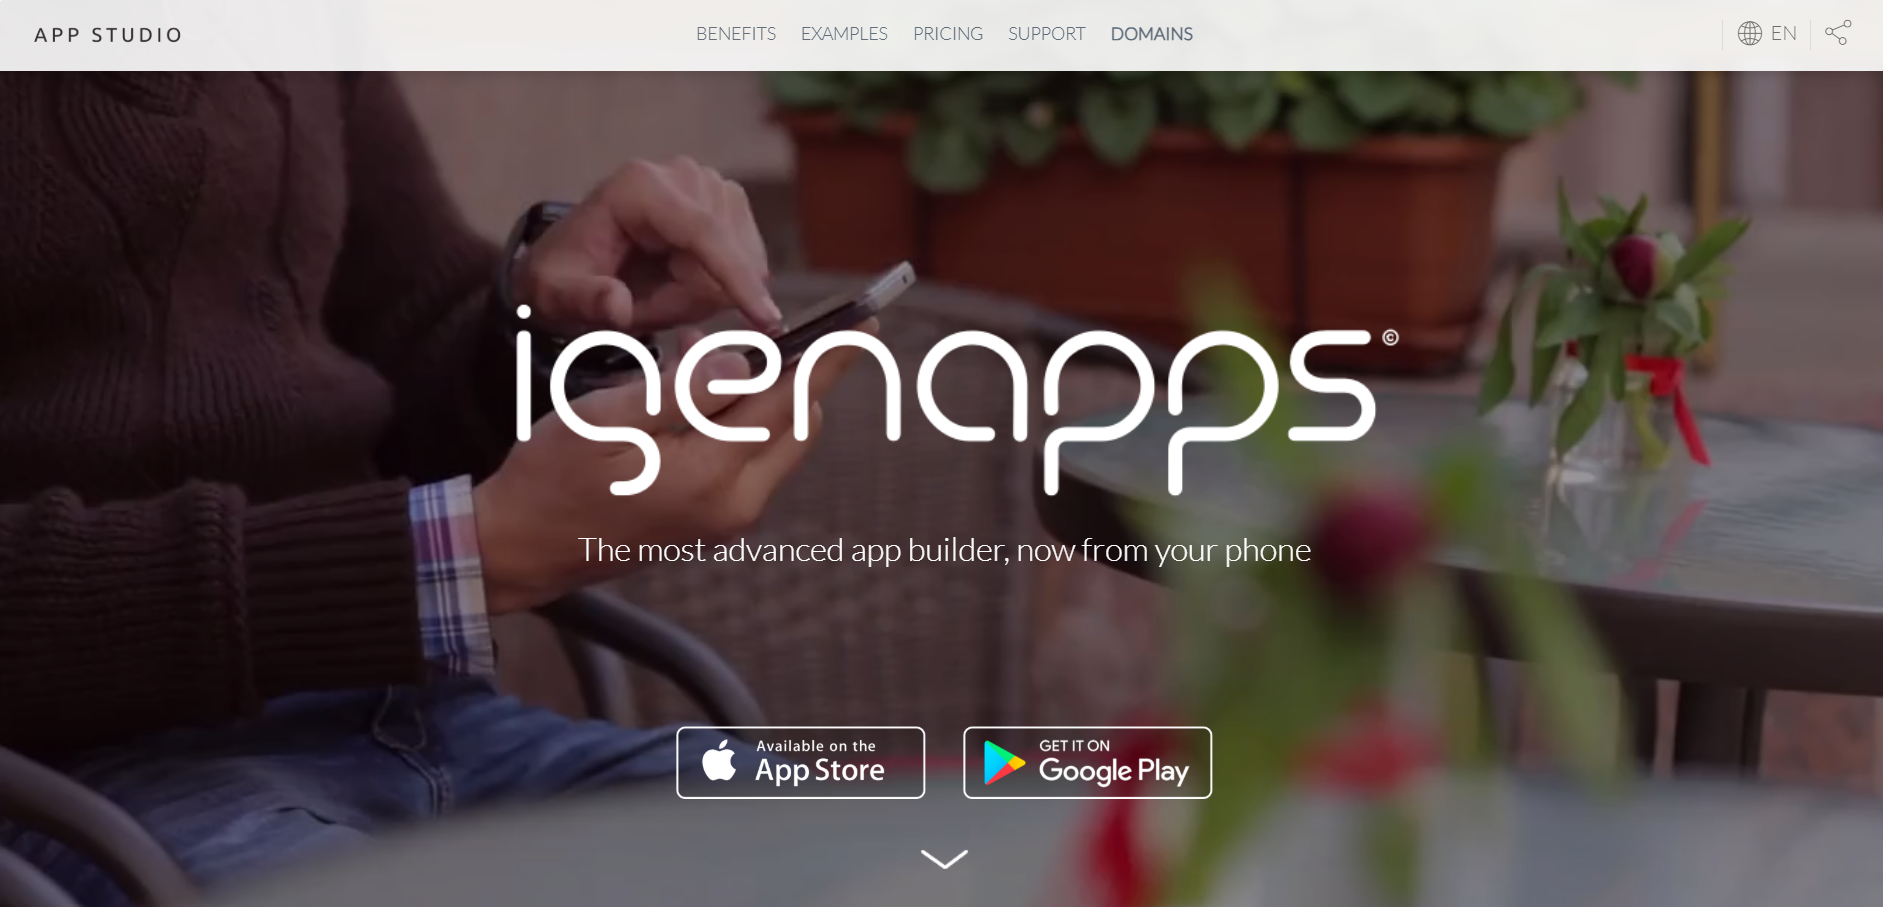 APP STUDIO
BENEFITS EXAMPLES PRICING SUPPORT DOMAINS
EN
igenapps©
The most advanced app builder, now from your phone
Available on the
App Store
GET IT ON
Google Play